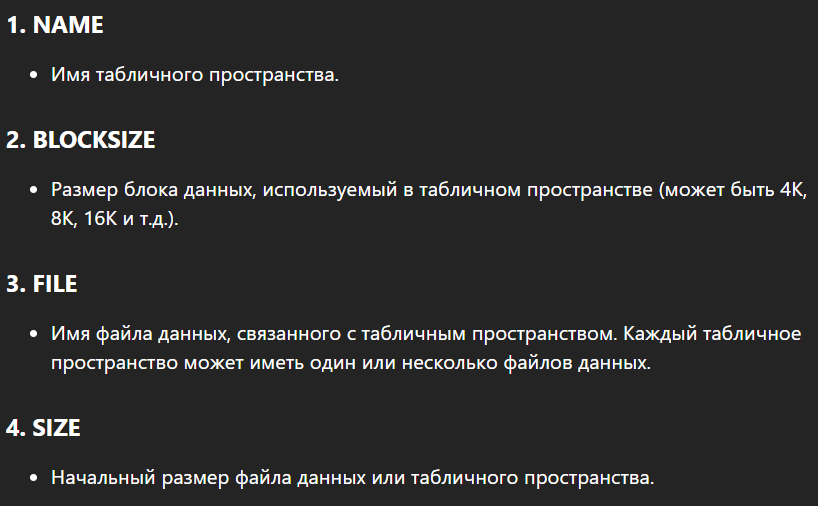 1. NAME
• Имя табличного пространства.
2. BLOCKSIZE
• Размер блока данных, используемый в табличном пространстве (может быть 4K,
8K, 16K и т.д.).
3. FILE
• Имя файла данных, связанного с табличным пространством. Каждый табличное
пространство может иметь один или несколько файлов данных.
4. SIZE
• Начальный размер файла данных или табличного пространства.